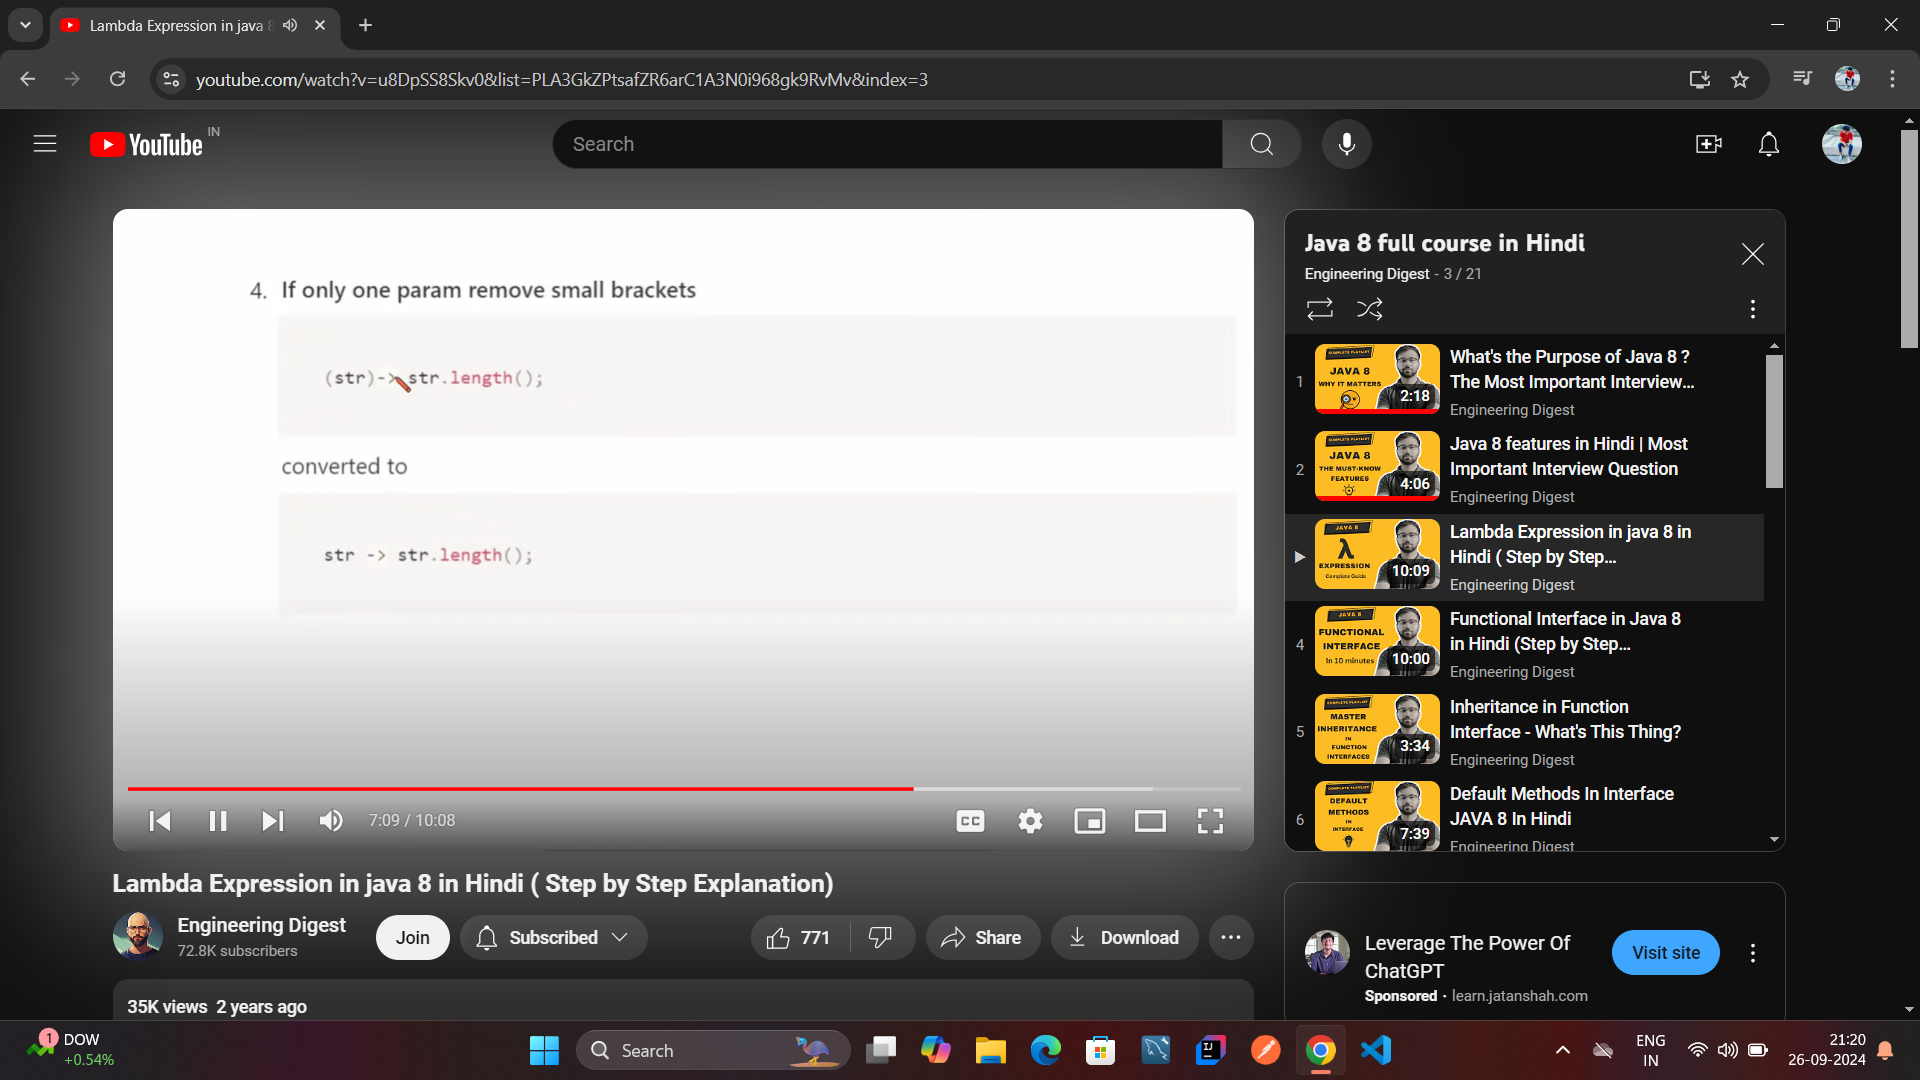 Lambda Expression in java 8
youtube.com/watch?v=u8DpSS8Skv0&list=PLA3GkZPtsafZR6arC1A3N0i968gk9RvMv&index=3
YouTube IN
Search
4. If only one param remove small brackets
(str)-> str.length();
converted to
str -> str.length();
7:09 / 10:08
CC
Lambda Expression in java 8 in Hindi ( Step by Step Explanation)
Engineering Digest
72.8K subscribers
Join
Subscribed
771
Share
Download
35K views 2 years ago
Java 8 full course in Hindi
Engineering Digest - 3 / 21
1
COMPLETE PLAYLIST
JAVA 8
WHY IT MATTERS
2:18
What's the Purpose of Java 8 ?
The Most Important Interview...
Engineering Digest
2
COMPLETE PLAYLIST
JAVA 8
THE MUST-KNOW
FEATURES
4:06
Java 8 features in Hindi | Most
Important Interview Question
Engineering Digest
JAVA 8
λ
EXPRESSION
Complete Guide
10:09
Lambda Expression in java 8 in
Hindi ( Step by Step...
Engineering Digest
4
JAVA 8
FUNCTIONAL
INTERFACE
In 10 minutes
10:00
Functional Interface in Java 8
in Hindi (Step by Step...
Engineering Digest
5
COMPLETE PLAYLIST
MASTER
INHERITANCE
IN
FUNCTION
INTERFACES
3:34
Inheritance in Function
Interface - What's This Thing?
Engineering Digest
6
COMPLETE PLAYLIST
DEFAULT
METHODS
IN
INTERFACE
7:39
Default Methods In Interface
JAVA 8 In Hindi
Engineering Digest
Leverage The Power Of
ChatGPT
Sponsored · learn.jatanshah.com
Visit site
1
DOW
+0.54%
Search
IJ
ENG
IN
21:20
26-09-2024